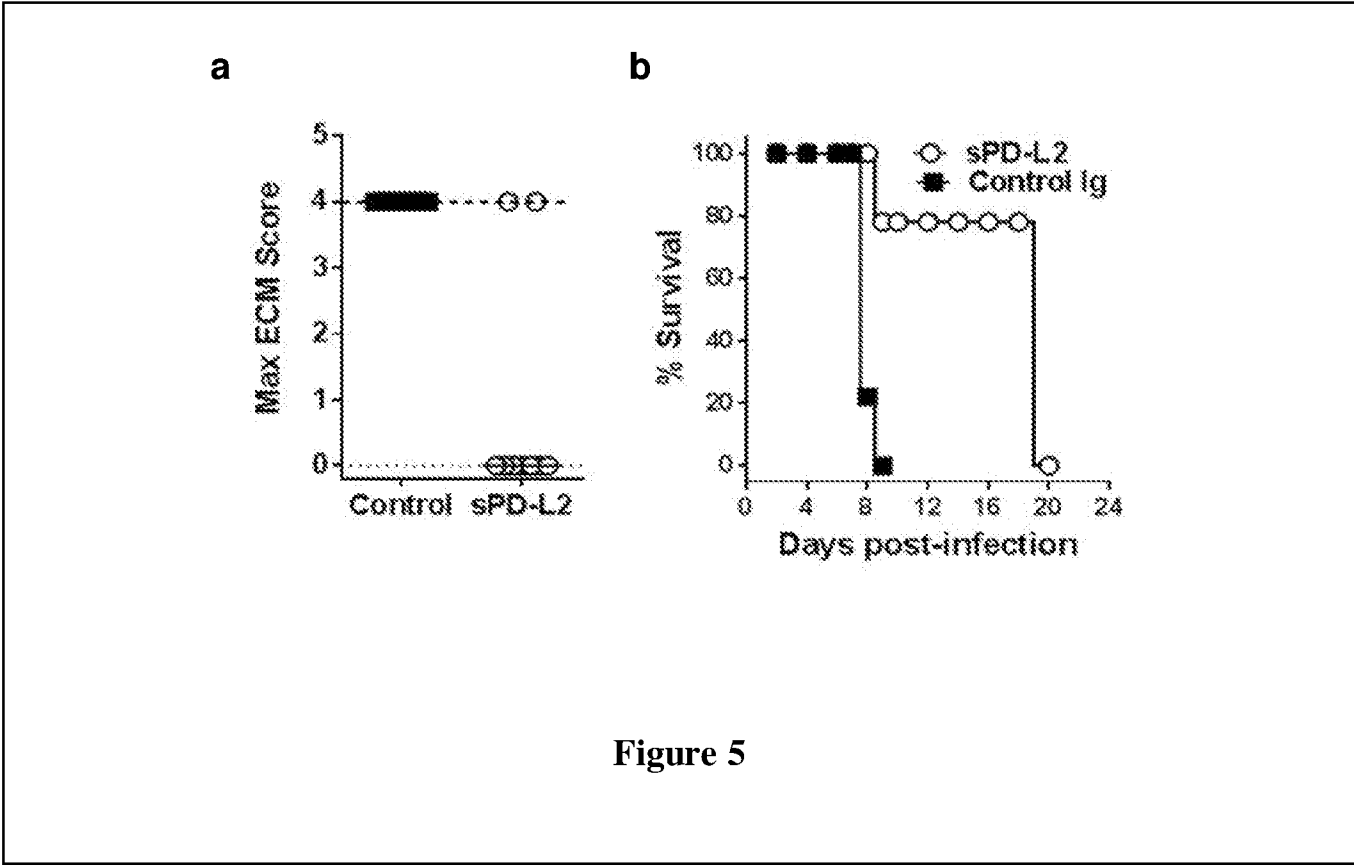 a
b
5
4
3
2
1
0
Max ECM Score
Control sPD-L2
100
80
60
40
20
0
% Survival
sPD-L2
Control Ig
0 4 8 12 16 20 24
Days post-infection
Figure 5